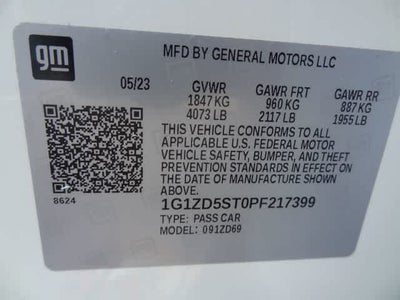 gm
MFD BY GENERAL MOTORS LLC
05/23 GVWR GAWR FRT GAWR RR
1847 KG 960 KG 887 KG
4073 LB 2117 LB 1955 LB
THIS VEHICLE CONFORMS TO ALL
APPLICABLE U.S. FEDERAL MOTOR
VEHICLE SAFETY, BUMPER, AND THEFT
PREVENTION STANDARDS IN EFFECT ON
THE DATE OF MANUFACTURE SHOWN ABOVE.
8624
1G1ZD5ST0PF217399
TYPE: PASS CAR
MODEL: 091ZD69